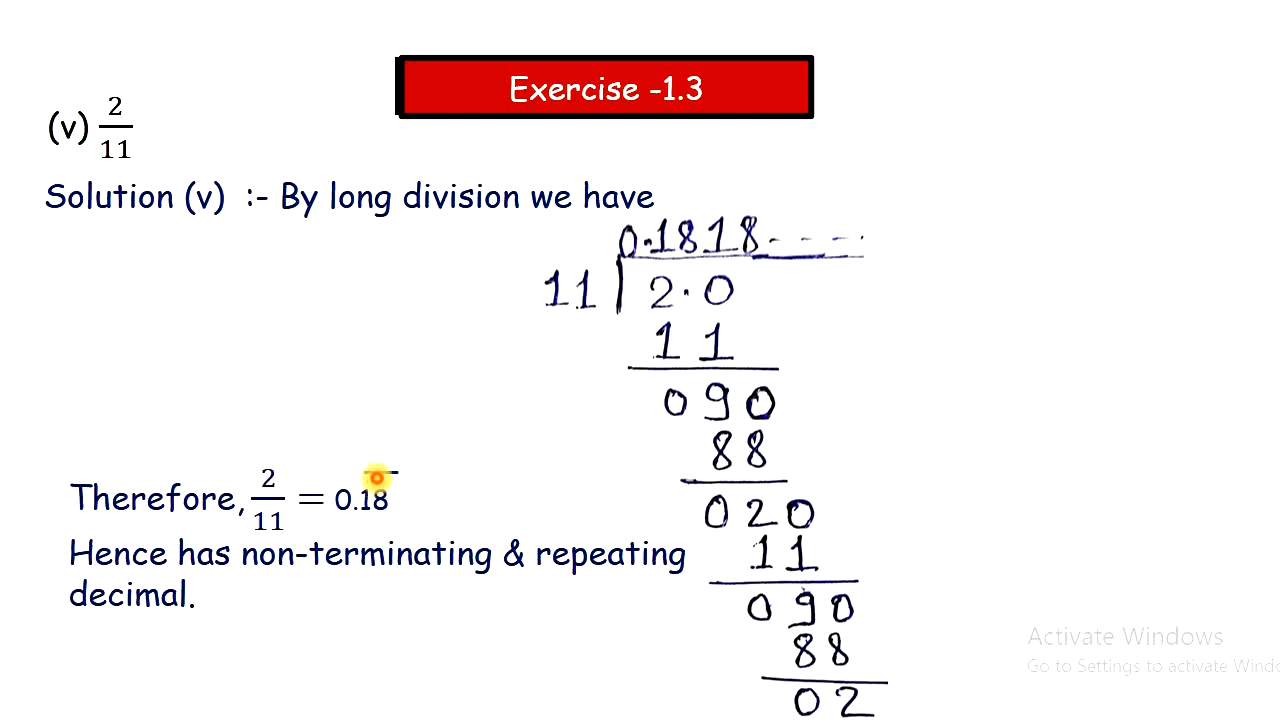 Exercise -1.3
(v) 2/11
Solution (v) :- By long division we have
0.1818----
11 2.0
11
090
88
020
11
090
88
02
Therefore, 2/11 = 0.1̅8̅
Hence has non-terminating & repeating
decimal.
Activate Windows
Go to Settings to activate Windo